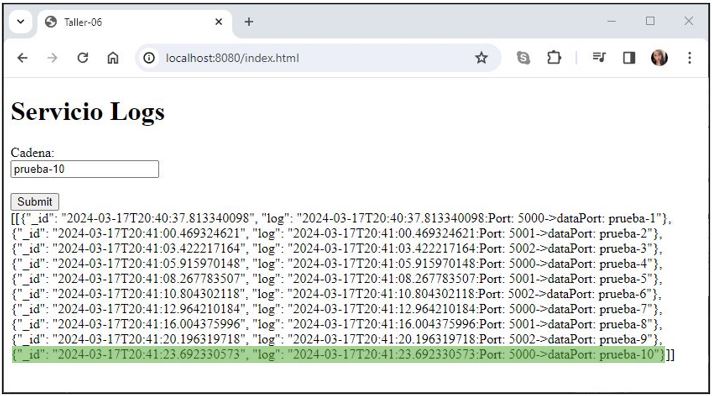 Taller-06
localhost:8080/index.html
Servicio Logs
Cadena:
prueba-10
Submit
[[{"_id": "2024-03-17T20:40:37.813340098", "log": "2024-03-17T20:40:37.813340098:Port: 5000->dataPort: prueba-1"},
{"_id": "2024-03-17T20:41:00.469324621", "log": "2024-03-17T20:41:00.469324621:Port: 5001->dataPort: prueba-2"},
{"_id": "2024-03-17T20:41:03.422217164", "log": "2024-03-17T20:41:03.422217164:Port: 5002->dataPort: prueba-3"},
{"_id": "2024-03-17T20:41:05.915970148", "log": "2024-03-17T20:41:05.915970148:Port: 5000->dataPort: prueba-4"},
{"_id": "2024-03-17T20:41:08.267783507", "log": "2024-03-17T20:41:08.267783507:Port: 5001->dataPort: prueba-5"},
{"_id": "2024-03-17T20:41:10.804302118", "log": "2024-03-17T20:41:10.804302118:Port: 5002->dataPort: prueba-6"},
{"_id": "2024-03-17T20:41:12.964210184", "log": "2024-03-17T20:41:12.964210184:Port: 5000->dataPort: prueba-7"},
{"_id": "2024-03-17T20:41:16.004375996", "log": "2024-03-17T20:41:16.004375996:Port: 5001->dataPort: prueba-8"},
{"_id": "2024-03-17T20:41:20.196319718", "log": "2024-03-17T20:41:20.196319718:Port: 5002->dataPort: prueba-9"},
{"_id": "2024-03-17T20:41:23.692330573", "log": "2024-03-17T20:41:23.692330573:Port: 5000->dataPort: prueba-10"}]]